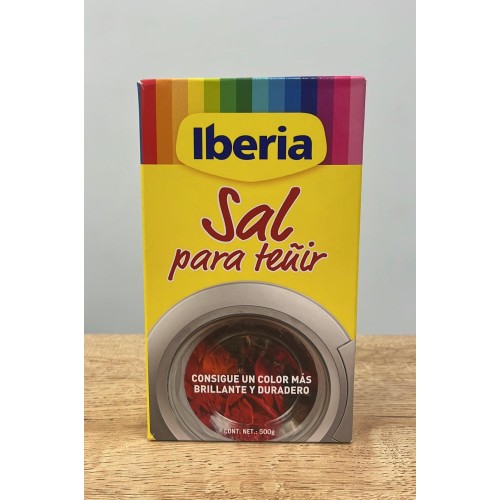 Iberia
Sal
para teñir
CONSIGUE UN COLOR MÁS
BRILLANTE Y DURADERO
CONT. NET.: 500g